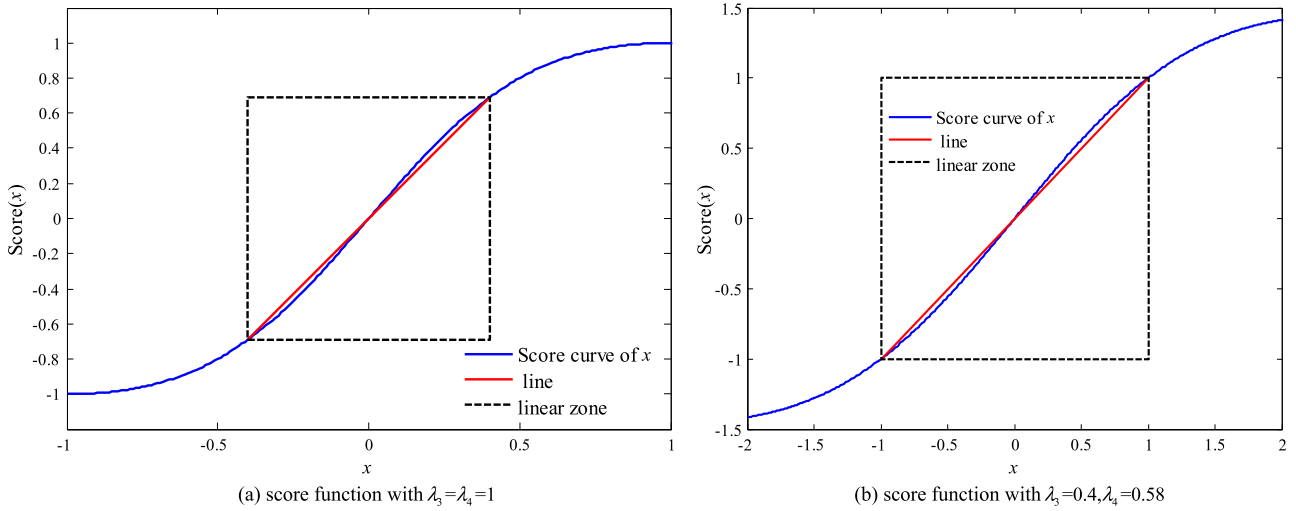 1
0.8
0.6
0.4
0.2
0
-0.2
-0.4
-0.6
-0.8
-1
Score(x)
-1
-0.5
0
0.5
1
x
Score curve of x
line
linear zone
(a) score function with λ₃=λ₄=1
1.5
1
0.5
0
-0.5
-1
-1.5
Score(x)
-2
-1.5
-1
-0.5
0
0.5
1
1.5
2
x
Score curve of x
line
linear zone
(b) score function with λ₃=0.4,λ₄=0.58